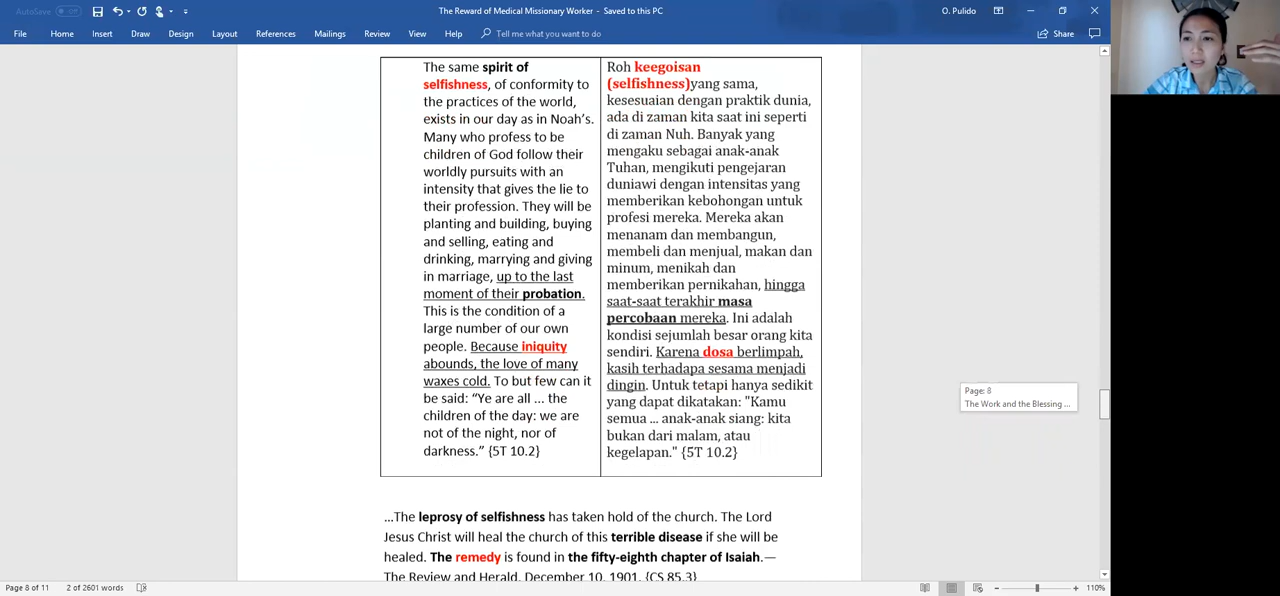 AutoSave Off
The Reward of Medical Missionary Worker - Saved to this PC
O. Pulido
File Home Insert Draw Design Layout References Mailings Review View Help Tell me what you want to do Share
The same spirit of
selfishness, of conformity to
the practices of the world,
exists in our day as in Noah's.
Many who profess to be
children of God follow their
worldly pursuits with an
intensity that gives the lie to
their profession. They will be
planting and building, buying
and selling, eating and
drinking, marrying and giving
in marriage, up to the last
moment of their probation.
This is the condition of a
large number of our own
people. Because iniquity
abounds, the love of many
waxes cold. To but few can it
be said: “Ye are all ... the
children of the day: we are
not of the night, nor of
darkness.” {5T 10.2}
Roh keegoisan
(selfishness)yang sama,
kesesuaian dengan praktik dunia,
ada di zaman kita saat ini seperti
di zaman Nuh. Banyak yang
mengaku sebagai anak-anak
Tuhan, mengikuti pengejaran
duniawi dengan intensitas yang
memberikan kebohongan untuk
profesi mereka. Mereka akan
menanam dan membangun,
membeli dan menjual, makan dan
minum, menikah dan
memberikan pernikahan, hingga
saat-saat terakhir masa
percobaan mereka. Ini adalah
kondisi sejumlah besar orang kita
sendiri. Karena dosa berlimpah,
kasih terhadapa sesama menjadi
dingin. Untuk tetapi hanya sedikit
yang dapat dikatakan: "Kamu
semua ... anak-anak siang: kita
bukan dari malam, atau
kegelapan." {5T 10.2}
...The leprosy of selfishness has taken hold of the church. The Lord
Jesus Christ will heal the church of this terrible disease if she will be
healed. The remedy is found in the fifty-eighth chapter of Isaiah.—
The Review and Herald, December 10, 1901. {CS 85.3}
Page: 8
The Work and the Blessing ...
Page 8 of 11 2 of 2601 words
110%